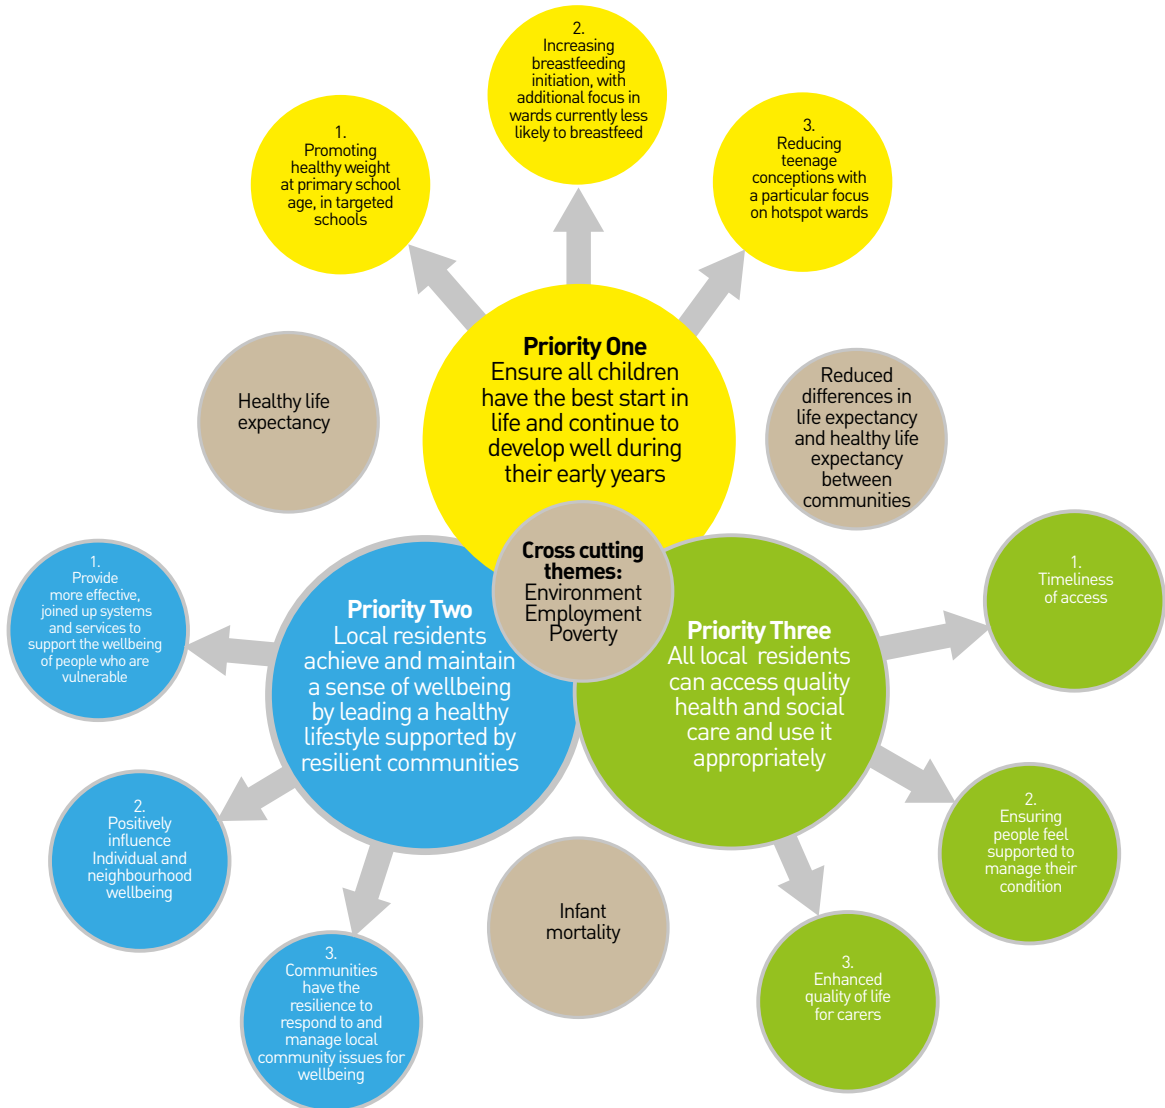 2.
Increasing
breastfeeding
initiation, with
additional focus in
wards currently less
likely to breastfeed
1.
Promoting
healthy weight
at primary school
age, in targeted
schools
3.
Reducing
teenage
conceptions with
a particular focus
on hotspot wards
Priority One
Ensure all children
have the best start in
life and continue to
develop well during
their early years
Healthy life
expectancy
Reduced
differences in
life expectancy
and healthy life
expectancy
between
communities
Cross cutting
themes:
Environment
Employment
Poverty
Priority Two
Local residents
achieve and maintain
a sense of wellbeing
by leading a healthy
lifestyle supported by
resilient communities
Priority Three
All local  residents
can access quality
health and social
care and use it
appropriately
1.
Provide
more effective,
joined up systems
and services to
support the wellbeing
of people who are
vulnerable
2.
Positively
influence
Individual and
neighbourhood
wellbeing
3.
Communities
have the
resilience to
respond to and
manage local
community issues for
wellbeing
Infant
mortality
1.
Timeliness
of access
2.
Ensuring
people feel
supported to
manage their
condition
3.
Enhanced
quality of life
for carers